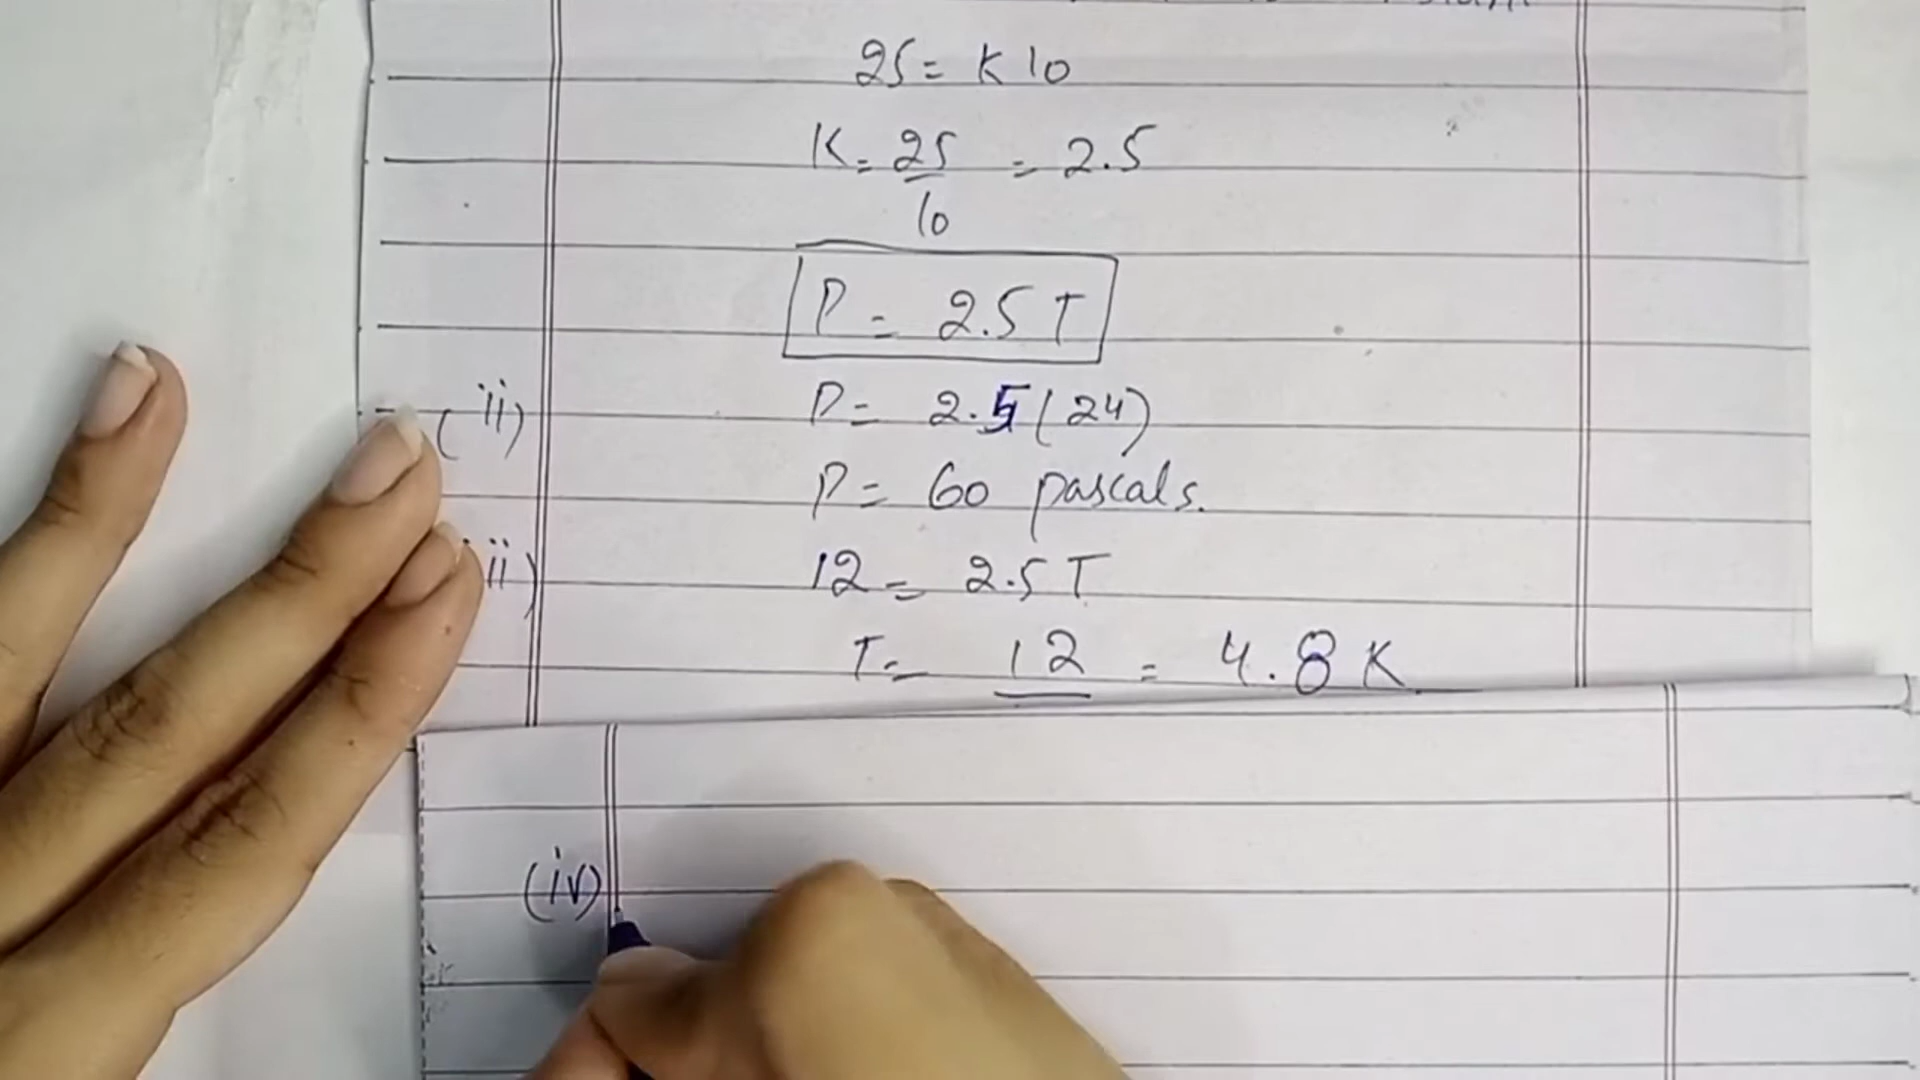 25 = K 10
K = 25 = 2.5
10
P = 2.5 T
(ii) P = 2.5 (24)
P = 60 pascals.
ii) 12 = 2.5 T
T = 12 = 4.8 K
(iv)